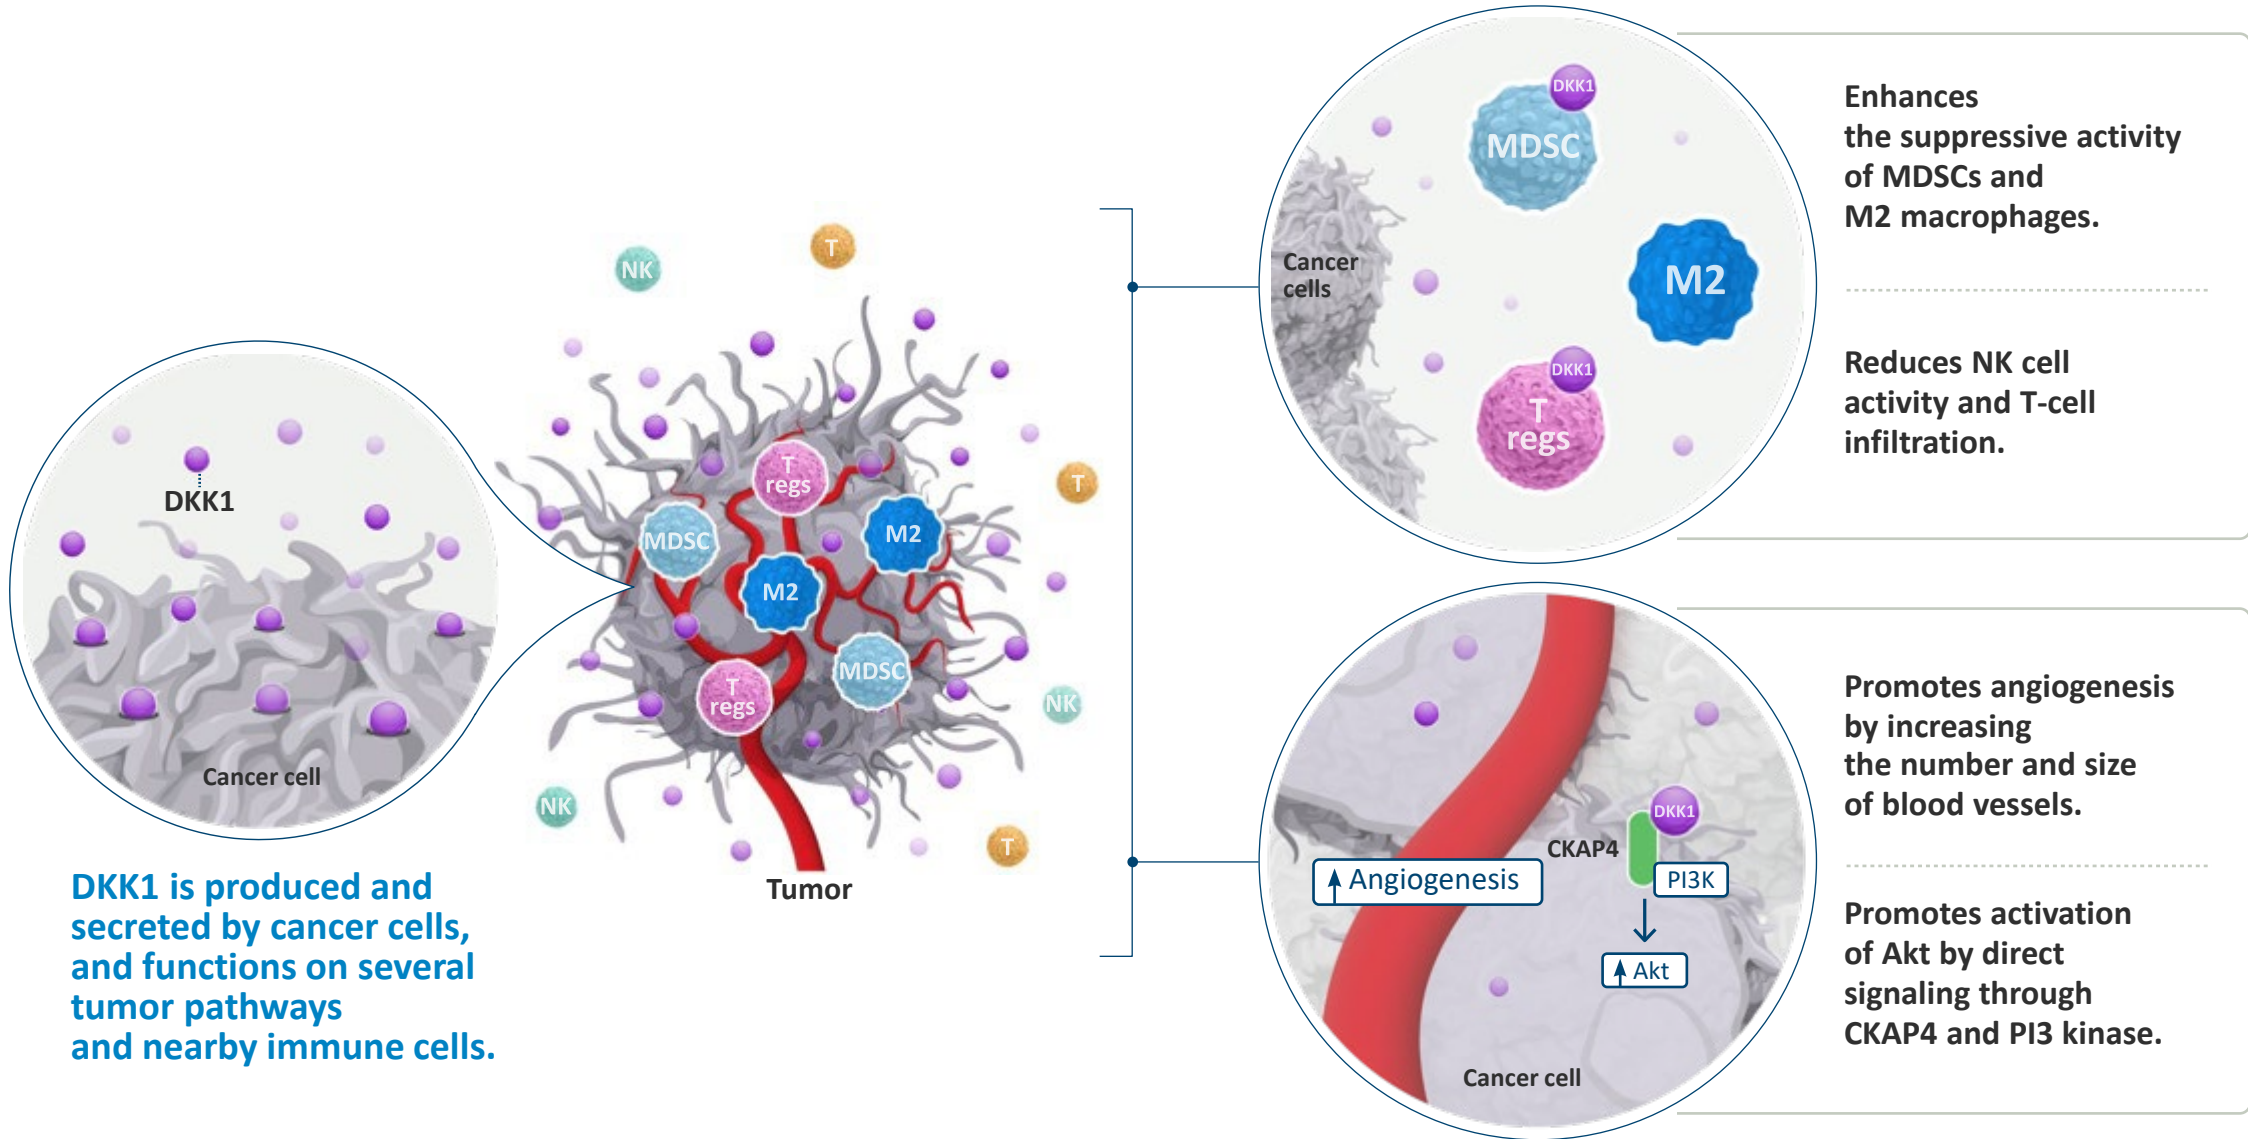 DKK1
Cancer cell
DKK1 is produced and
secreted by cancer cells,
and functions on several
tumor pathways
and nearby immune cells.
NK
T
T
regs
MDSC
M2
M2
MDSC
T
regs
T
NK
NK
T
Tumor
DKK1
MDSC
Cancer
cells
M2
DKK1
T
regs
Enhances
the suppressive activity
of MDSCs and
M2 macrophages.
Reduces NK cell
activity and T-cell
infiltration.
DKK1
CKAP4
PI3K
Angiogenesis
Akt
Cancer cell
Promotes angiogenesis
by increasing
the number and size
of blood vessels.
Promotes activation
of Akt by direct
signaling through
CKAP4 and PI3 kinase.